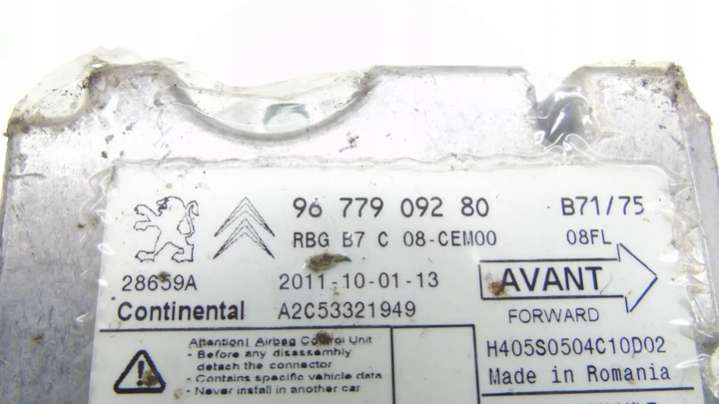 96 779 092 80 B71/75
RBG B7 C 08-CEM00 08FL
28659A 2011-10-01-13 AVANT
Continental A2C53321949 FORWARD
Attention! Airbag Control Unit
- Before any disassembly
detach the connector
- Contains specific vehicle data
- Never install in another car
H405S0504C10D02
Made in Romania